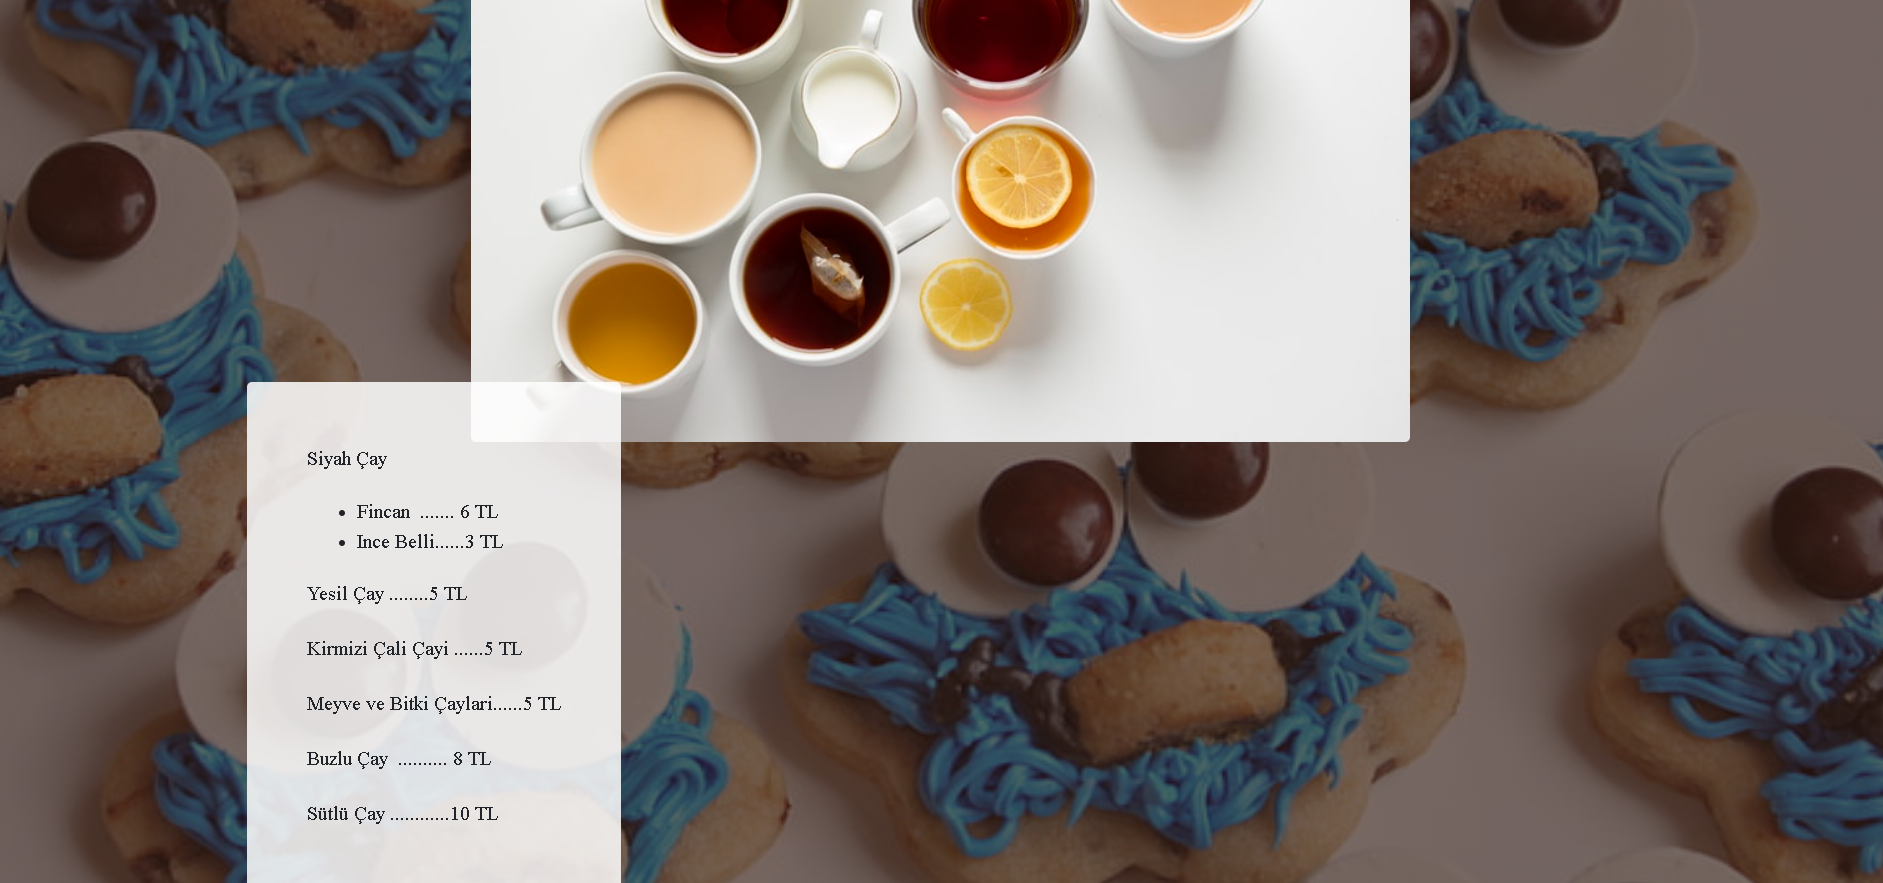 Siyah Çay
• Fincan ....... 6 TL
• Ince Belli......3 TL
Yesil Çay ........5 TL
Kirmizi Çali Çayi ......5 TL
Meyve ve Bitki Çaylari......5 TL
Buzlu Çay .......... 8 TL
Sütlü Çay ............10 TL